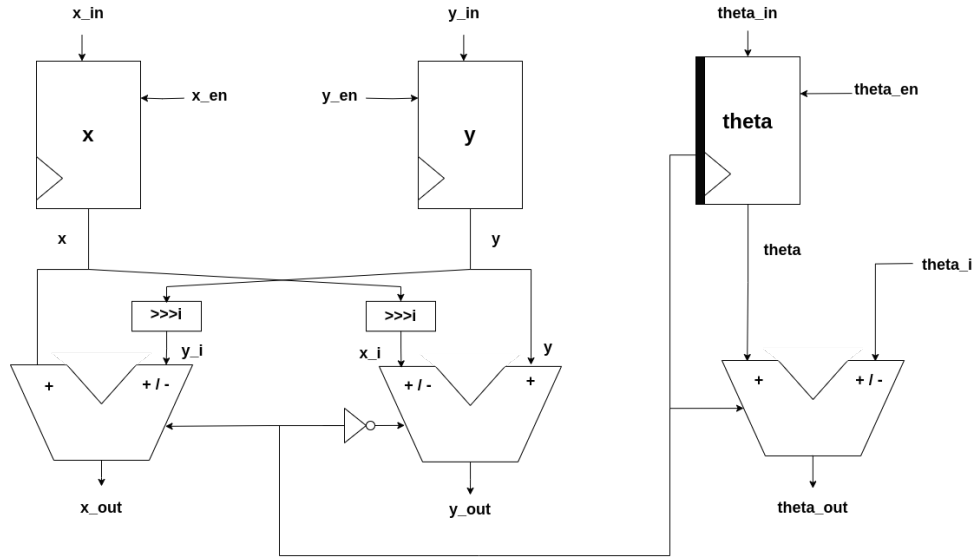 x_in
y_in
theta_in
x_en
y_en
theta_en
x
y
theta
x
y
theta
theta_i
>>>i
>>>i
y_i
x_i
y
+
+ / -
+ / -
+
+
+ / -
x_out
y_out
theta_out